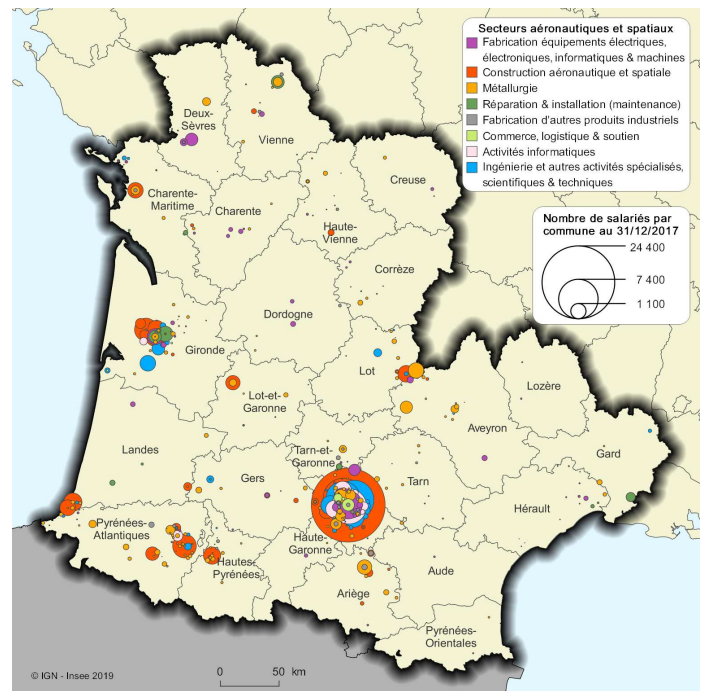 Secteurs aéronautiques et spatiaux
Fabrication équipements électriques,
électroniques, informatiques & machines
Construction aéronautique et spatiale
Métallurgie
Réparation & installation (maintenance)
Fabrication d'autres produits industriels
Commerce, logistique & soutien
Activités informatiques
Ingénierie et autres activités spécialisés,
scientifiques & techniques
Nombre de salariés par
commune au 31/12/2017
24 400
7 400
1 100
Deux-
Sèvres
Vienne
Charente-
Maritime
Charente
Haute-
Vienne
Creuse
Corrèze
Dordogne
Gironde
Lot
Lot-et-
Garonne
Lozère
Aveyron
Landes
Tarn-et-
Garonne
Gard
Gers
Tarn
Hérault
Pyrénées-
Atlantiques
Haute-
Garonne
Hautes-
Pyrénées
Aude
Ariège
Pyrénées-
Orientales
© IGN - Insee 2019
0 50 km